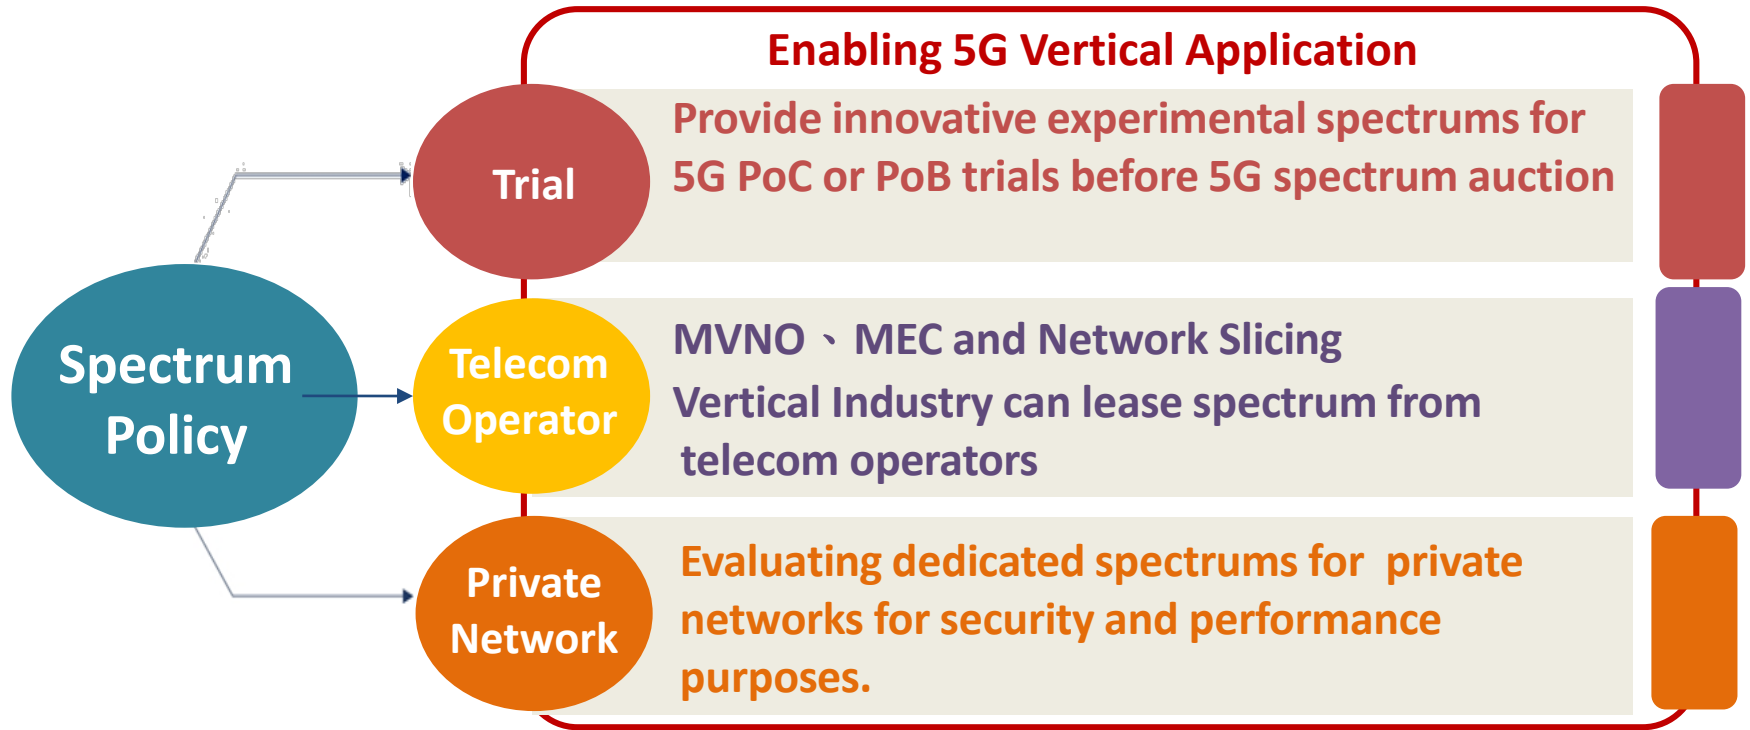 Enabling 5G Vertical Application
Trial
Provide innovative experimental spectrums for
5G PoC or PoB trials before 5G spectrum auction
Spectrum
Policy
Telecom
Operator
MVNO、MEC and Network Slicing
Vertical Industry can lease spectrum from
telecom operators
Private
Network
Evaluating dedicated spectrums for  private
networks for security and performance
purposes.